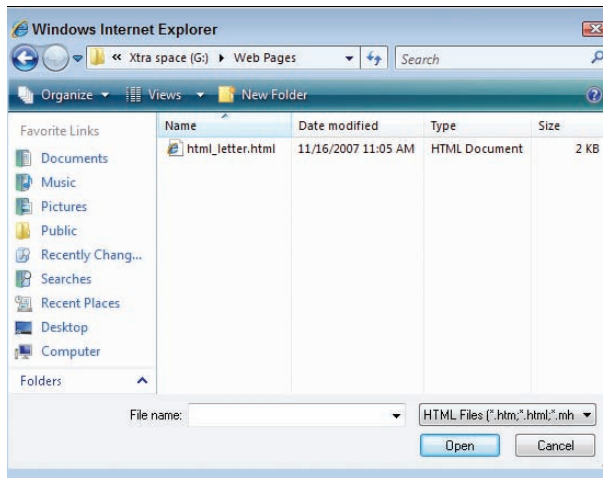 Windows Internet Explorer
« Xtra space (G:) ▸ Web Pages
Search
Organize
Views
New Folder
Favorite Links
Documents
Music
Pictures
Public
Recently Chang...
Searches
Recent Places
Desktop
Computer
Folders
Name Date modified Type Size
html_letter.html 11/16/2007 11:05 AM HTML Document 2 KB
File name:
HTML Files (*.htm;*.html;*.mh
Open Cancel